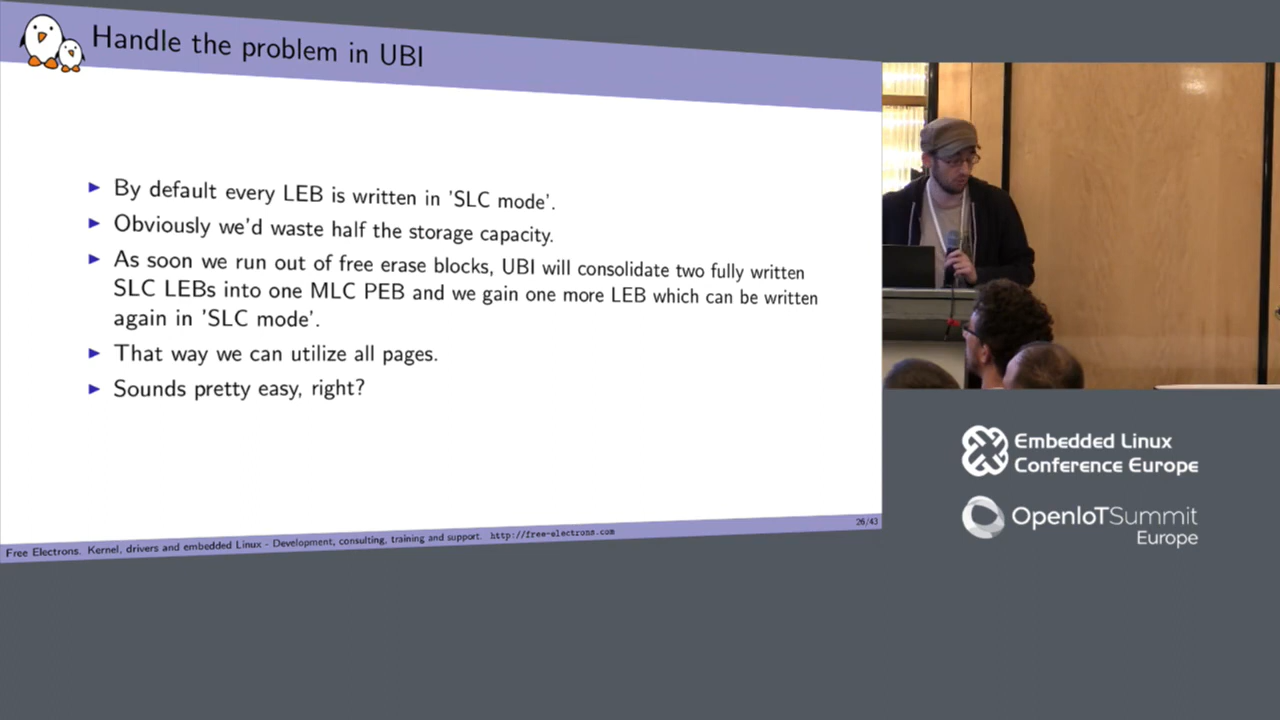 Handle the problem in UBI
By default every LEB is written in 'SLC mode'.
Obviously we'd waste half the storage capacity.
As soon we run out of free erase blocks, UBI will consolidate two fully written
SLC LEBs into one MLC PEB and we gain one more LEB which can be written
again in 'SLC mode'.
That way we can utilize all pages.
Sounds pretty easy, right?
Free Electrons. Kernel, drivers and embedded Linux - Development, consulting, training and support. http://free-electrons.com
26/43
Embedded Linux
Conference Europe
OpenIoTSummit
Europe